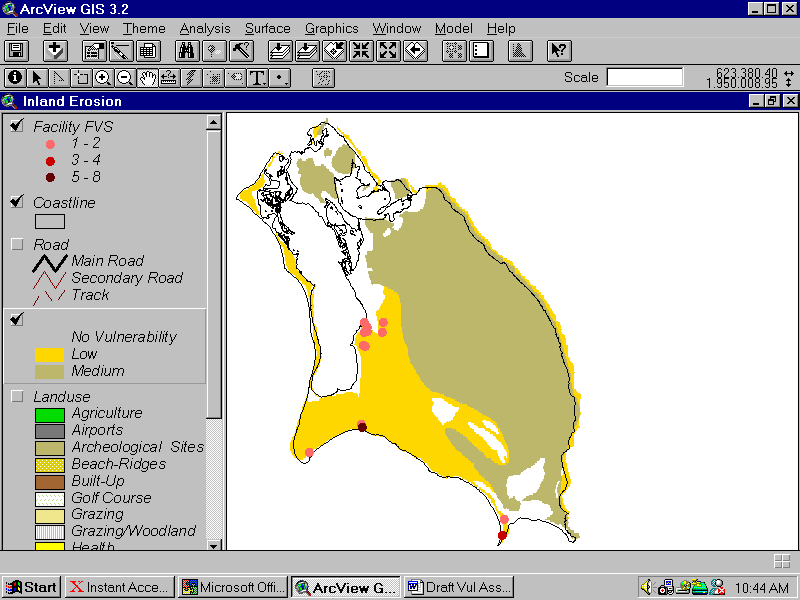 ArcView GIS 3.2
File Edit View Theme Analysis Surface Graphics Window Model Help
Scale 623,380.40
1,950,008.95
Inland Erosion
Facility FVS
1 - 2
3 - 4
5 - 8
Coastline
Road
Main Road
Secondary Road
Track
No Vulnerability
Low
Medium
Landuse
Agriculture
Airports
Archeological Sites
Beach-Ridges
Built-Up
Golf Course
Grazing
Grazing/Woodland
Health
Start Instant Acce... Microsoft Offi... ArcView G... Draft Vul Ass... 10:44 AM